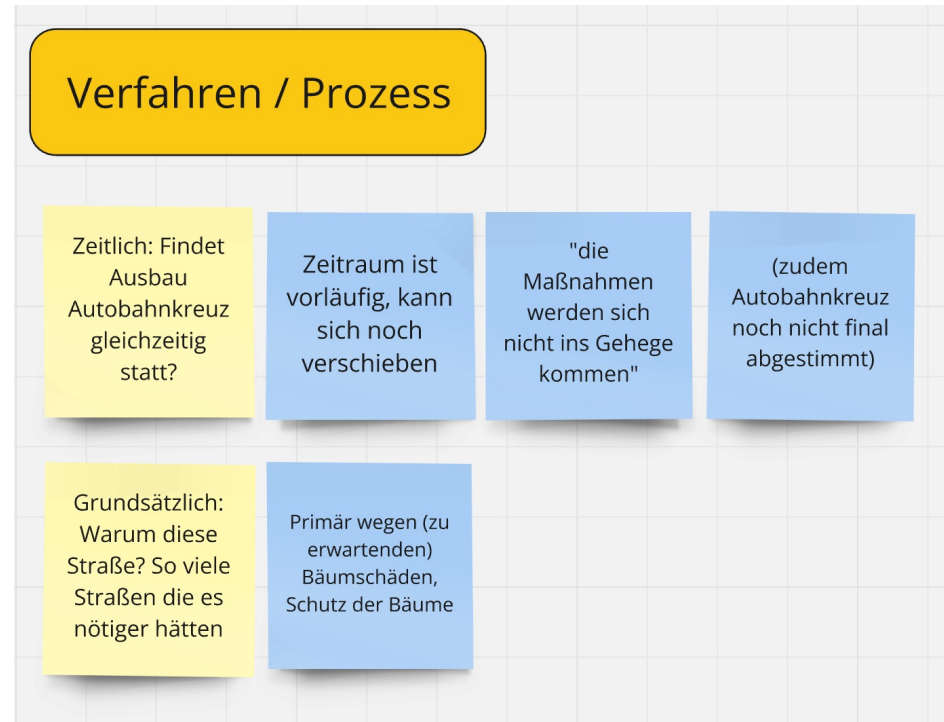 Verfahren / Prozess
Zeitlich: Findet
Ausbau
Autobahnkreuz
gleichzeitig
statt?
Zeitraum ist
vorläufig, kann
sich noch
verschieben
"die
Maßnahmen
werden sich
nicht ins Gehege
kommen"
(zudem
Autobahnkreuz
noch nicht final
abgestimmt)
Grundsätzlich:
Warum diese
Straße? So viele
Straßen die es
nötiger hätten
Primär wegen (zu
erwartenden)
Bäumschäden,
Schutz der Bäume